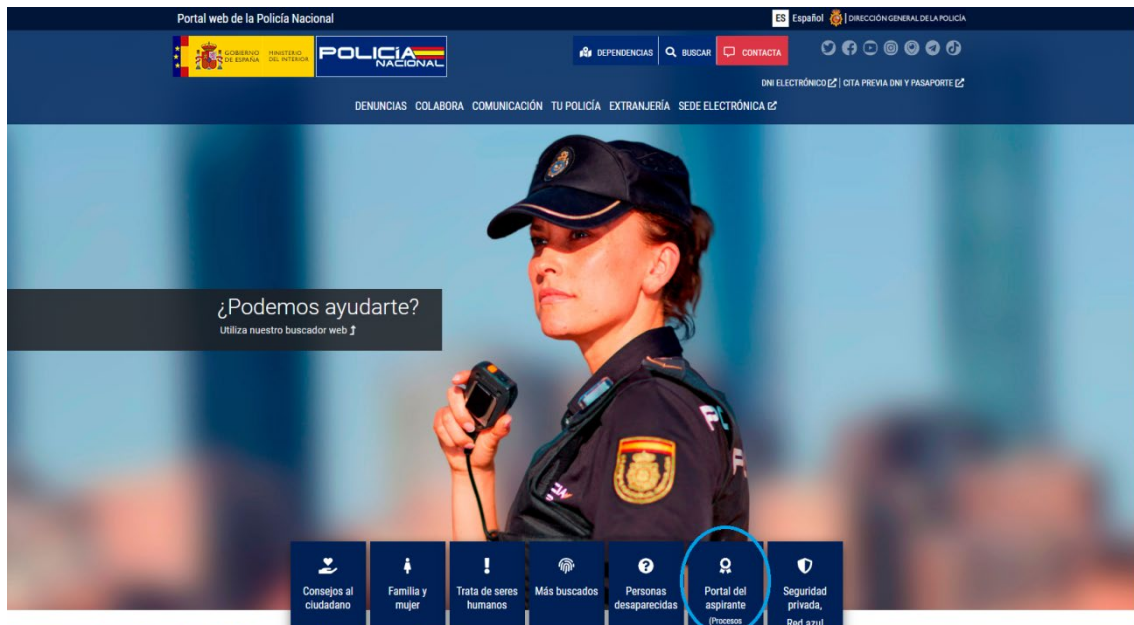 Portal web de la Policía Nacional
ES Español DIRECCIÓN GENERAL DE LA POLICÍA
GOBIERNO DE ESPAÑA
MINISTERIO DEL INTERIOR
POLICÍA
NACIONAL
DEPENDENCIAS BUSCAR CONTACTA
DNI ELECTRÓNICO | CITA PREVIA DNI Y PASAPORTE
DENUNCIAS COLABORA COMUNICACIÓN TU POLICÍA EXTRANJERÍA SEDE ELECTRÓNICA
¿Podemos ayudarte?
Utiliza nuestro buscador web
Consejos al
ciudadano
Familia y
mujer
Trata de seres
humanos
Más buscados
Personas
desaparecidas
Portal del
aspirante
(Procesos
Seguridad
privada,
Red azul